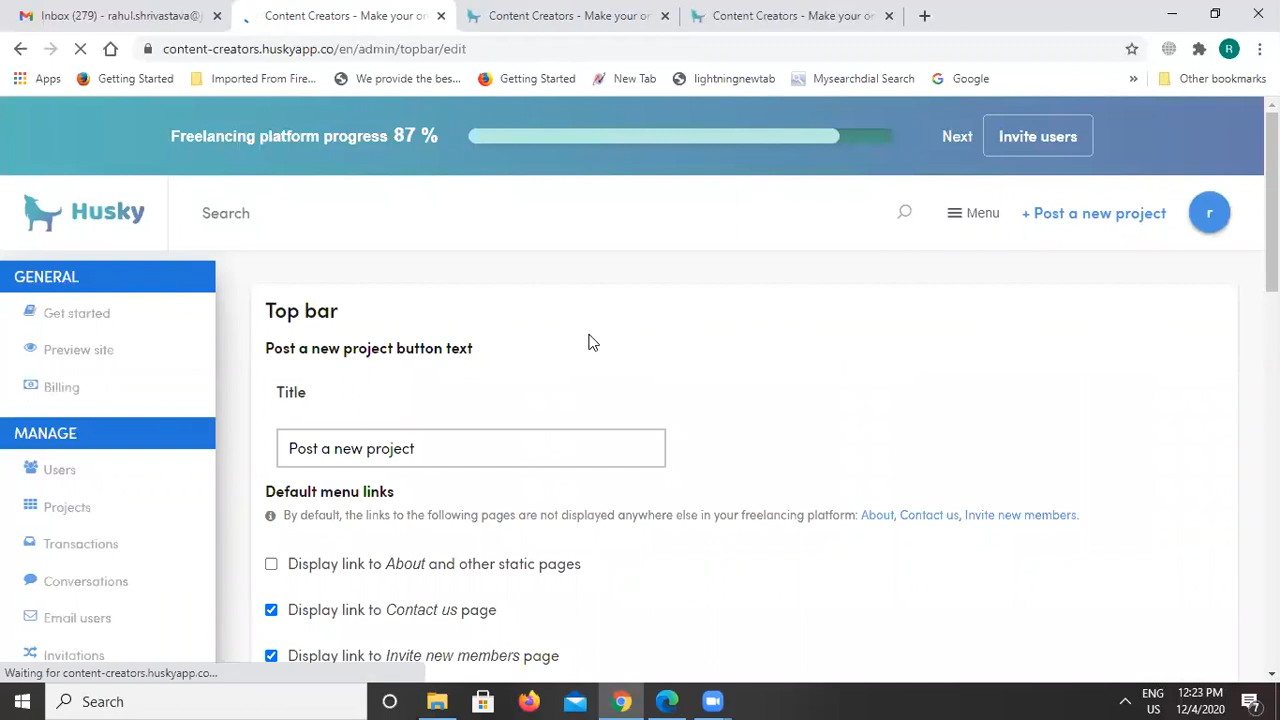 Inbox (279) - rahul.shrivastava@
Content Creators - Make your or
Content Creators - Make your or
Content Creators - Make your or
content-creators.huskyapp.co/en/admin/topbar/edit
R
Apps
Getting Started
Imported From Fire...
We provide the bes...
Getting Started
New Tab
lightningnewtab
Mysearchdial Search
Google
»
Other bookmarks
Freelancing platform progress 87 %
Next
Invite users
Husky
Search
Menu
+ Post a new project
r
GENERAL
Get started
Preview site
Billing
MANAGE
Users
Projects
Transactions
Conversations
Email users
Invitations
Top bar
Post a new project button text
Title
Post a new project
Default menu links
By default, the links to the following pages are not displayed anywhere else in your freelancing platform: About, Contact us, Invite new members.
Display link to About and other static pages
Display link to Contact us page
Display link to Invite new members page
Waiting for content-creators.huskyapp.co...
Search
ENG
US
12:23 PM
12/4/2020
7